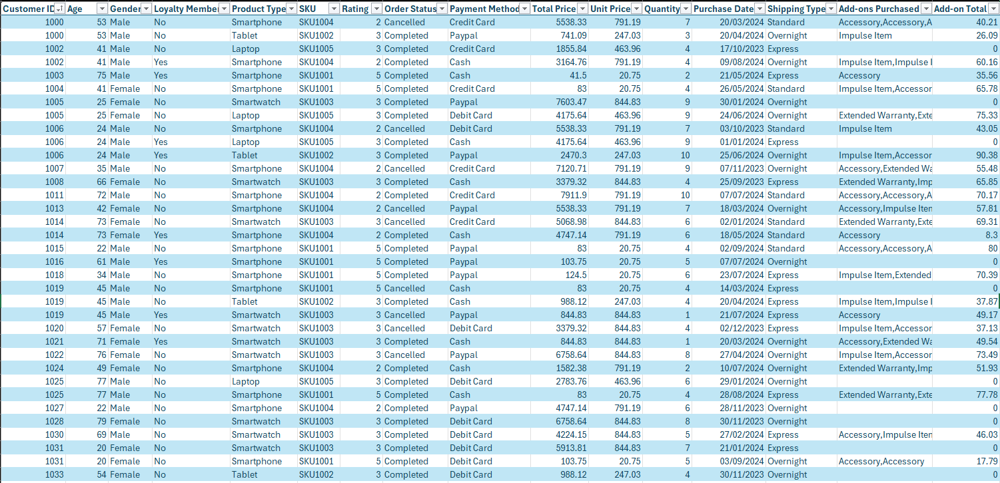 Customer ID Age Gender Loyalty Membe Product Type SKU Rating Order Status Payment Method Total Price Unit Price Quantity Purchase Date Shipping Type Add-ons Purchased Add-on Total
1000 53 Male No Smartphone SKU1004 2 Cancelled Credit Card 5538.33 791.19 7 20/03/2024 Standard Accessory,Accessory,A 40.21
1000 53 Male No Tablet SKU1002 3 Completed Paypal 741.09 247.03 3 20/04/2024 Overnight Impulse Item 26.09
1002 41 Male No Laptop SKU1005 3 Completed Credit Card 1855.84 463.96 4 17/10/2023 Express 0
1002 41 Male Yes Smartphone SKU1004 2 Completed Cash 3164.76 791.19 4 09/08/2024 Overnight Impulse Item,Impulse I 60.16
1003 75 Male Yes Smartphone SKU1001 5 Completed Cash 41.5 20.75 2 21/05/2024 Express Accessory 35.56
1004 41 Female No Smartphone SKU1001 5 Completed Credit Card 83 20.75 4 26/05/2024 Standard Impulse Item,Accessor 65.78
1005 25 Female No Smartwatch SKU1003 3 Completed Paypal 7603.47 844.83 9 30/01/2024 Overnight 0
1005 25 Female No Laptop SKU1005 3 Completed Debit Card 4175.64 463.96 9 24/06/2024 Overnight Extended Warranty,Exte 75.33
1006 24 Male No Smartphone SKU1004 2 Cancelled Debit Card 5538.33 791.19 7 03/10/2023 Standard Impulse Item 43.05
1006 24 Male Yes Laptop SKU1005 3 Completed Cash 4175.64 463.96 9 01/01/2024 Express 0
1006 24 Male Yes Tablet SKU1002 3 Completed Paypal 2470.3 247.03 10 25/06/2024 Overnight Impulse Item,Accessor 90.38
1007 35 Male No Smartphone SKU1004 2 Cancelled Credit Card 7120.71 791.19 9 07/11/2023 Overnight Accessory,Extended Wa 55.48
1008 66 Female No Smartwatch SKU1003 3 Completed Cash 3379.32 844.83 4 25/09/2023 Express Extended Warranty,Imp 65.85
1011 72 Male No Smartphone SKU1004 2 Completed Credit Card 7911.9 791.19 10 07/07/2024 Standard Accessory,Accessory,A 70.17
1013 42 Female No Smartphone SKU1004 2 Cancelled Paypal 5538.33 791.19 7 18/03/2024 Overnight Accessory,Impulse Iten 57.81
1014 73 Female No Smartwatch SKU1003 3 Cancelled Credit Card 5068.98 844.83 6 02/01/2024 Standard Extended Warranty,Exte 69.31
1014 73 Female Yes Smartphone SKU1004 2 Completed Cash 4747.14 791.19 6 18/05/2024 Standard Accessory 8.3
1015 22 Male No Smartphone SKU1001 5 Completed Paypal 83 20.75 4 02/09/2024 Standard Accessory,Accessory,A 80
1016 61 Male Yes Smartphone SKU1001 5 Completed Paypal 103.75 20.75 5 07/07/2024 Overnight 0
1018 34 Male No Smartphone SKU1001 5 Completed Paypal 124.5 20.75 6 23/07/2024 Express Impulse Item,Extended 70.39
1019 45 Male No Smartphone SKU1001 5 Cancelled Cash 83 20.75 4 14/03/2024 Express 0
1019 45 Male No Tablet SKU1002 3 Completed Cash 988.12 247.03 4 20/04/2024 Express Impulse Item,Impulse I 37.87
1019 45 Male Yes Smartwatch SKU1003 3 Cancelled Paypal 844.83 844.83 1 21/07/2024 Express Accessory 49.17
1020 57 Female No Smartwatch SKU1003 3 Cancelled Debit Card 3379.32 844.83 4 02/12/2023 Express Impulse Item,Accessor 37.13
1021 71 Female Yes Smartwatch SKU1003 3 Completed Cash 844.83 844.83 1 20/03/2024 Overnight Accessory,Extended Wa 49.54
1022 76 Female No Smartwatch SKU1003 3 Cancelled Paypal 6758.64 844.83 8 27/04/2024 Overnight Impulse Item,Accessor 73.49
1024 49 Female No Smartphone SKU1004 2 Completed Cash 1582.38 791.19 2 10/07/2024 Overnight Extended Warranty,Imp 51.93
1025 77 Male No Laptop SKU1005 3 Completed Debit Card 2783.76 463.96 6 29/01/2024 Overnight 0
1025 77 Male No Smartphone SKU1001 5 Completed Cash 83 20.75 4 28/08/2024 Express Extended Warranty,Exte 77.78
1027 22 Male No Smartphone SKU1004 2 Completed Paypal 4747.14 791.19 6 28/11/2023 Overnight 0
1028 79 Female No Smartwatch SKU1003 3 Completed Debit Card 6758.64 844.83 8 30/11/2023 Overnight 0
1030 69 Male No Smartwatch SKU1003 3 Completed Debit Card 4224.15 844.83 5 27/02/2024 Express Accessory,Impulse Iten 46.03
1031 20 Female No Smartwatch SKU1003 3 Completed Debit Card 5913.81 844.83 7 21/01/2024 Express 0
1031 20 Female No Smartphone SKU1001 5 Completed Debit Card 103.75 20.75 5 03/09/2024 Overnight Accessory,Accessory 17.79
1033 54 Female No Tablet SKU1002 3 Completed Debit Card 988.12 247.03 4 30/11/2023 Overnight 0